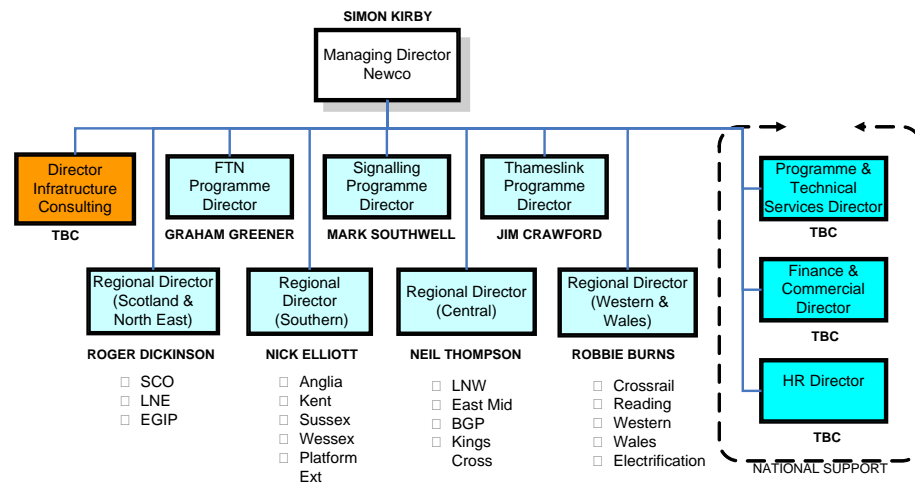 SIMON KIRBY
Managing Director
Newco
Director
Infratructure
Consulting
TBC
FTN
Programme
Director
GRAHAM GREENER
Signalling
Programme
Director
MARK SOUTHWELL
Thameslink
Programme
Director
JIM CRAWFORD
Programme &
Technical
Services Director
TBC
Regional Director
(Scotland &
North East)
ROGER DICKINSON
SCO
LNE
EGIP
Regional
Director
(Southern)
NICK ELLIOTT
Anglia
Kent
Sussex
Wessex
Platform
Ext
Regional Director
(Central)
NEIL THOMPSON
LNW
East Mid
BGP
Kings
Cross
Regional Director
(Western &
Wales)
ROBBIE BURNS
Crossrail
Reading
Western
Wales
Electrification
Finance &
Commercial
Director
TBC
HR Director
TBC
NATIONAL SUPPORT